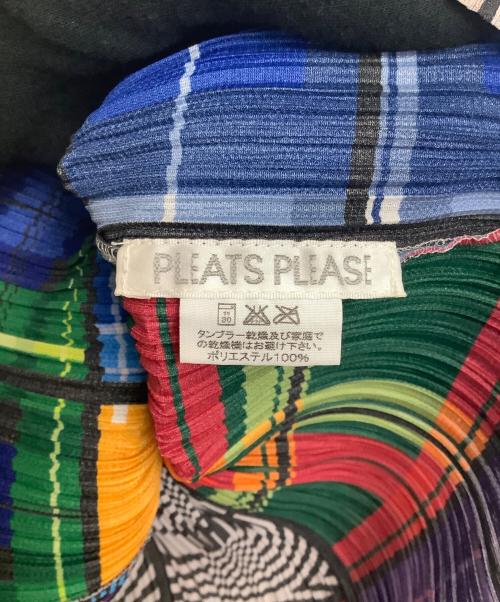 PLEATS PLEASE
30
タンブラー乾燥及び家庭で
の乾燥機はお避け下さい。
ポリエステル100%